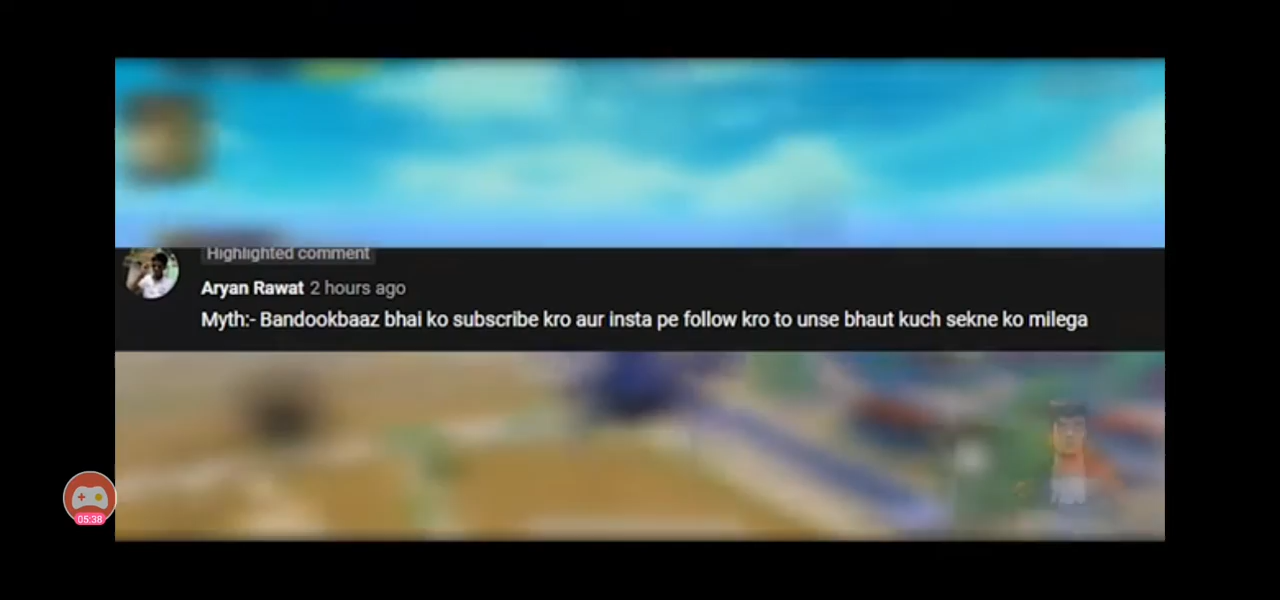 Highlighted comment
Aryan Rawat 2 hours ago
Myth:- Bandookbaaz bhai ko subscribe kro aur insta pe follow kro to unse bhaut kuch sekne ko milega
05:38